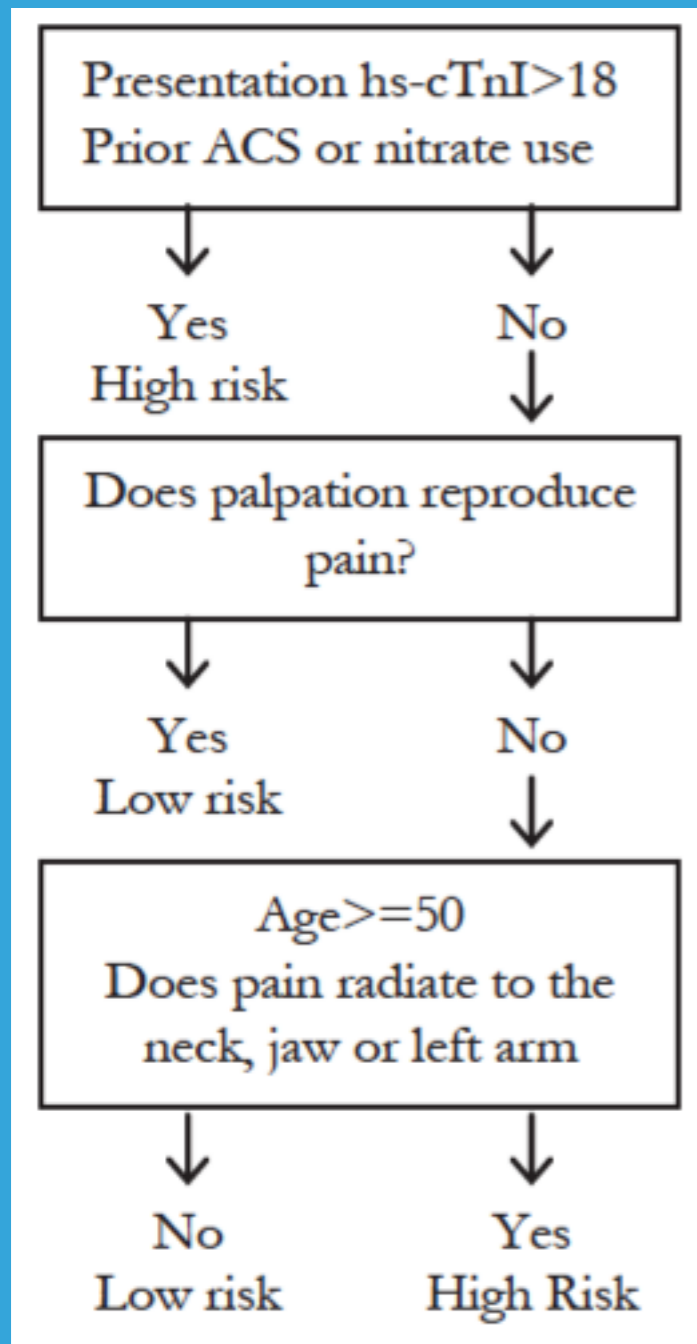 Presentation hs-cTnI>18
Prior ACS or nitrate use
Yes No
High risk
Does palpation reproduce
pain?
Yes No
Low risk
Age>=50
Does pain radiate to the
neck, jaw or left arm
No Yes
Low risk High Risk